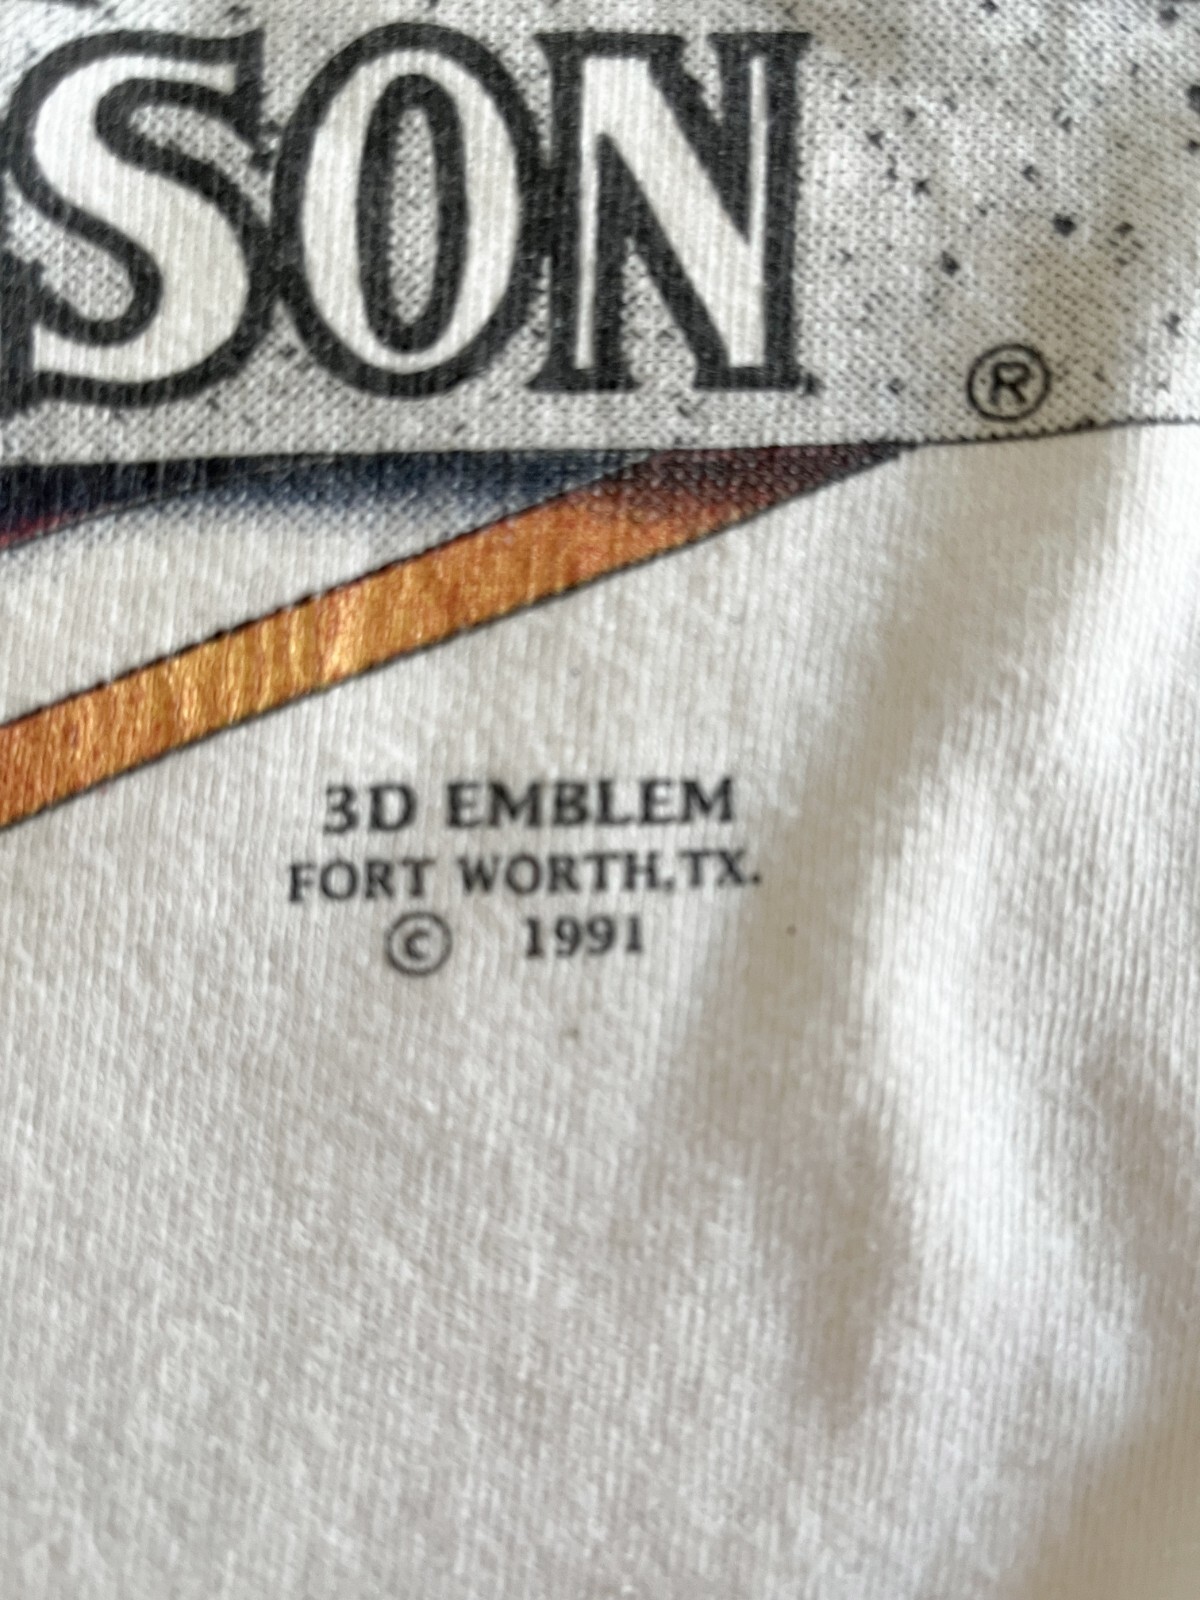 SON ®
3D EMBLEM
FORT WORTH, TX.
© 1991